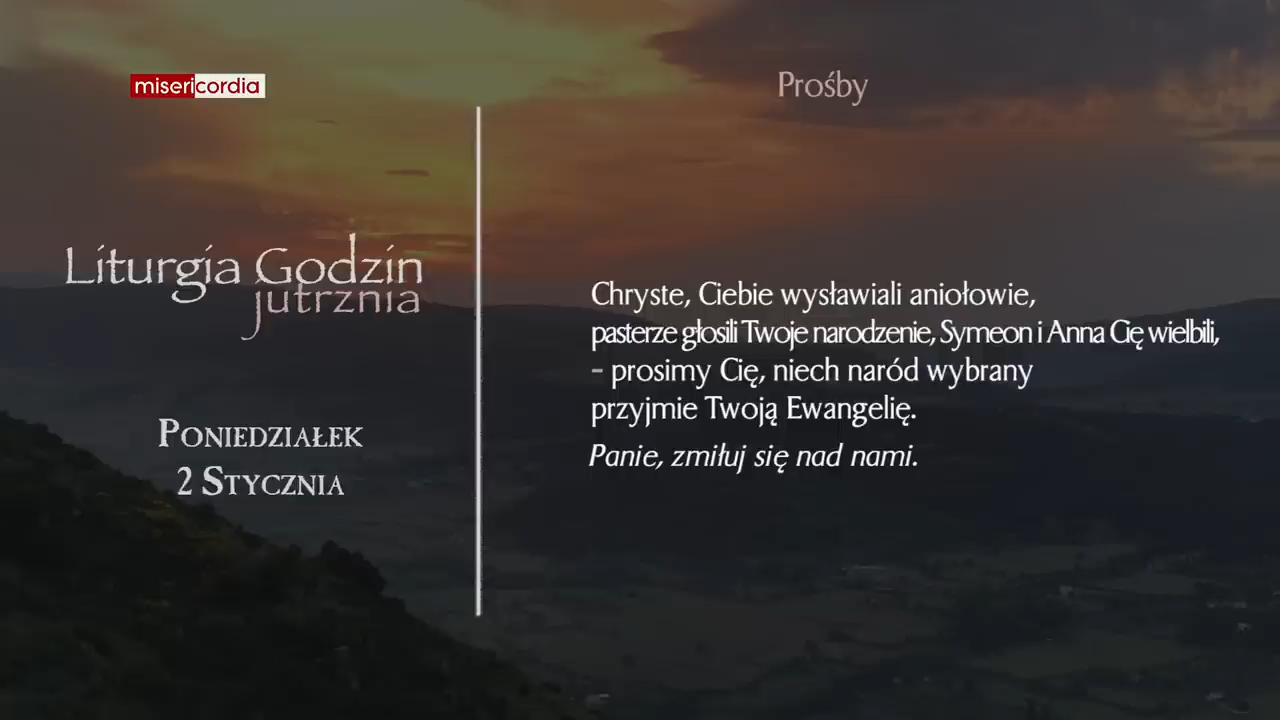 misericordia
Liturgia Godzin
jutrznia
Poniedziałek
2 Stycznia
Prośby
Chryste, Ciebie wysławiali aniołowie,
pasterze głosili Twoje narodzenie, Symeon i Anna Cię wielbili,
- prosimy Cię, niech naród wybrany
przyjmie Twoją Ewangelię.
Panie, zmiłuj się nad nami.